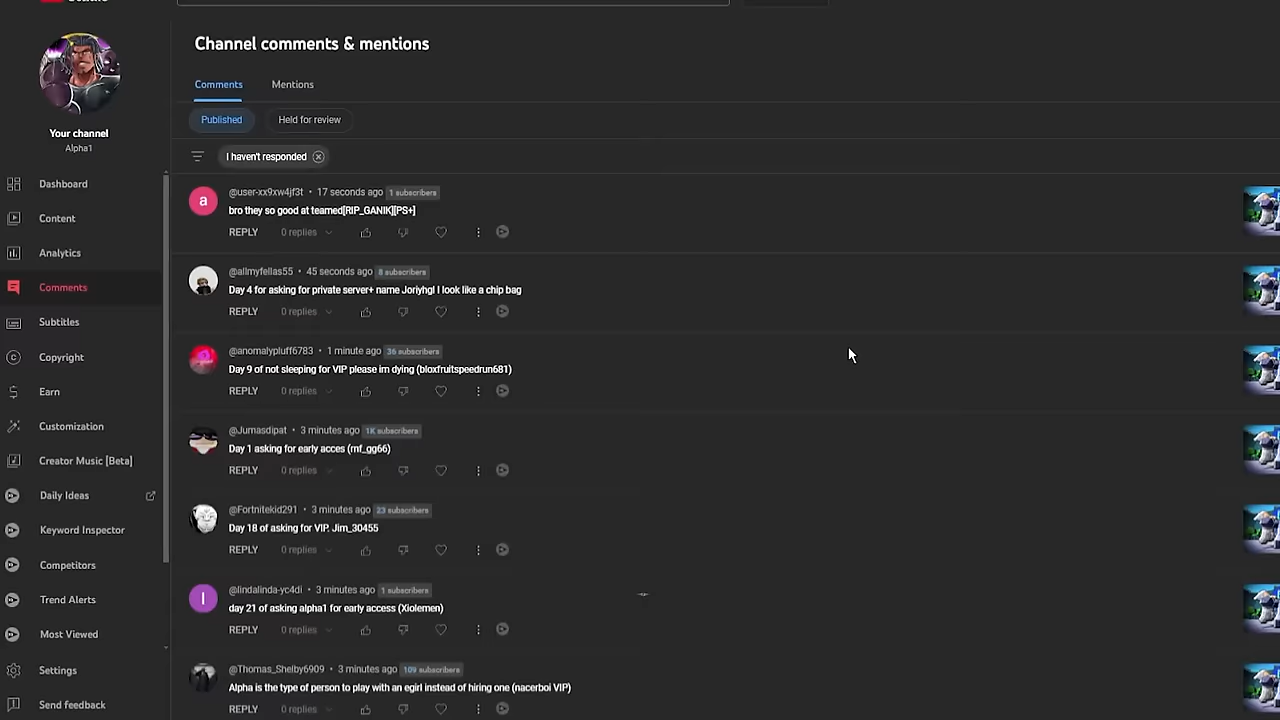 Channel comments & mentions
Your channel
Alpha1
Dashboard
Content
Analytics
Comments
Subtitles
Copyright
Earn
Customization
Creator Music [Beta]
Daily Ideas
Keyword Inspector
Competitors
Trend Alerts
Most Viewed
Settings
Send feedback
Comments Mentions
Published Held for review
I haven't responded
@user-xx9xw4jf3t • 17 seconds ago 1 subscribers
bro they so good at teamed[RIP_GANIK][PS+]
REPLY 0 replies
@allmyfellas55 • 45 seconds ago 8 subscribers
Day 4 for asking for private server+ name Joriyhgl I look like a chip bag
REPLY 0 replies
@anomalypluff6783 • 1 minute ago 36 subscribers
Day 9 of not sleeping for VIP please im dying (bloxfruitspeedrun681)
REPLY 0 replies
@Jumasdipat • 3 minutes ago 1K subscribers
Day 1 asking for early acces (rnf_gg66)
REPLY 0 replies
@Fortnitekid291 • 3 minutes ago 23 subscribers
Day 18 of asking for VIP. Jim_30455
REPLY 0 replies
@lindalinda-yc4di • 3 minutes ago 1 subscribers
day 21 of asking alpha1 for early access (Xiolemen)
REPLY 0 replies
@Thomas_Shelby6909 • 3 minutes ago 109 subscribers
Alpha is the type of person to play with an egirl instead of hiring one (nacerboi VIP)
REPLY 0 replies